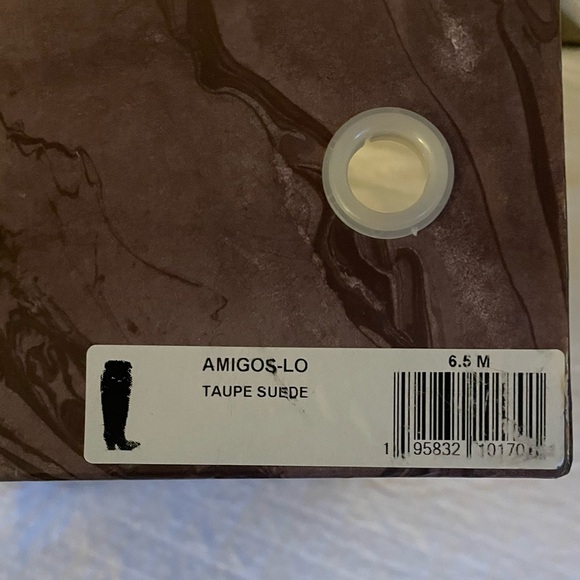 AMIGOS-LO
TAUPE SUEDE
6.5 M
1 95832 10170